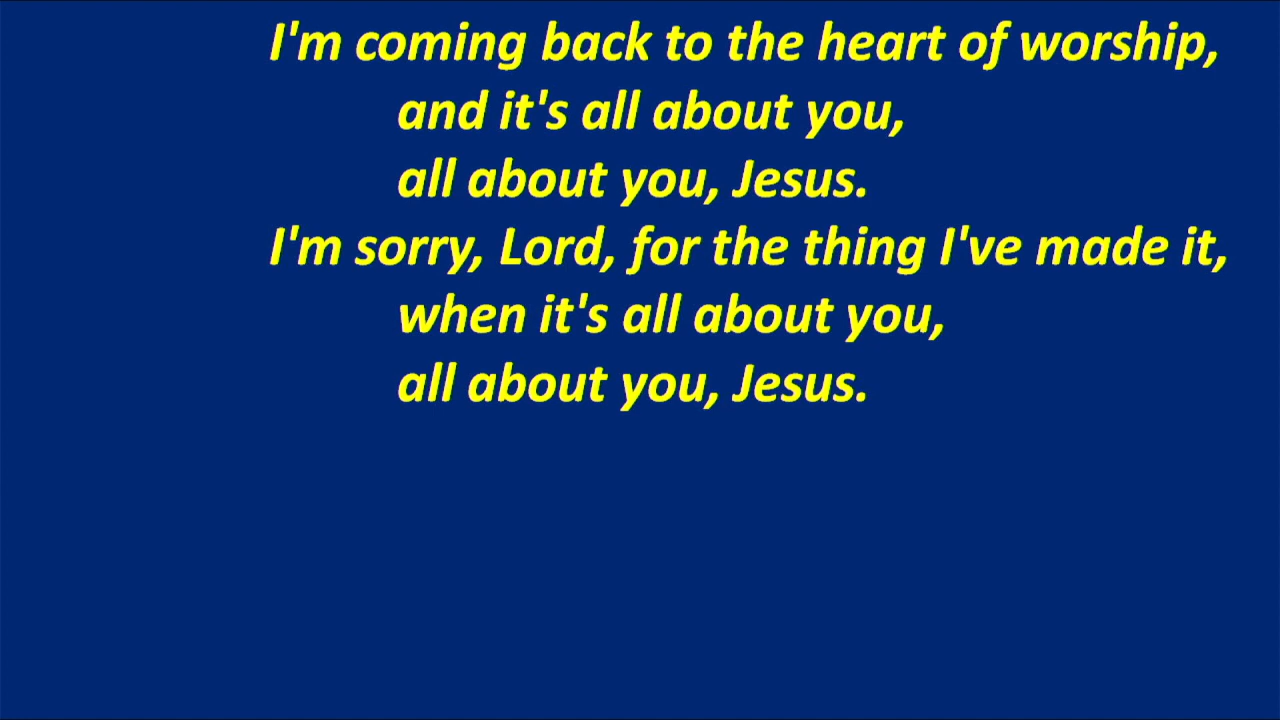 I'm coming back to the heart of worship,
and it's all about you,
all about you, Jesus.
I'm sorry, Lord, for the thing I've made it,
when it's all about you,
all about you, Jesus.